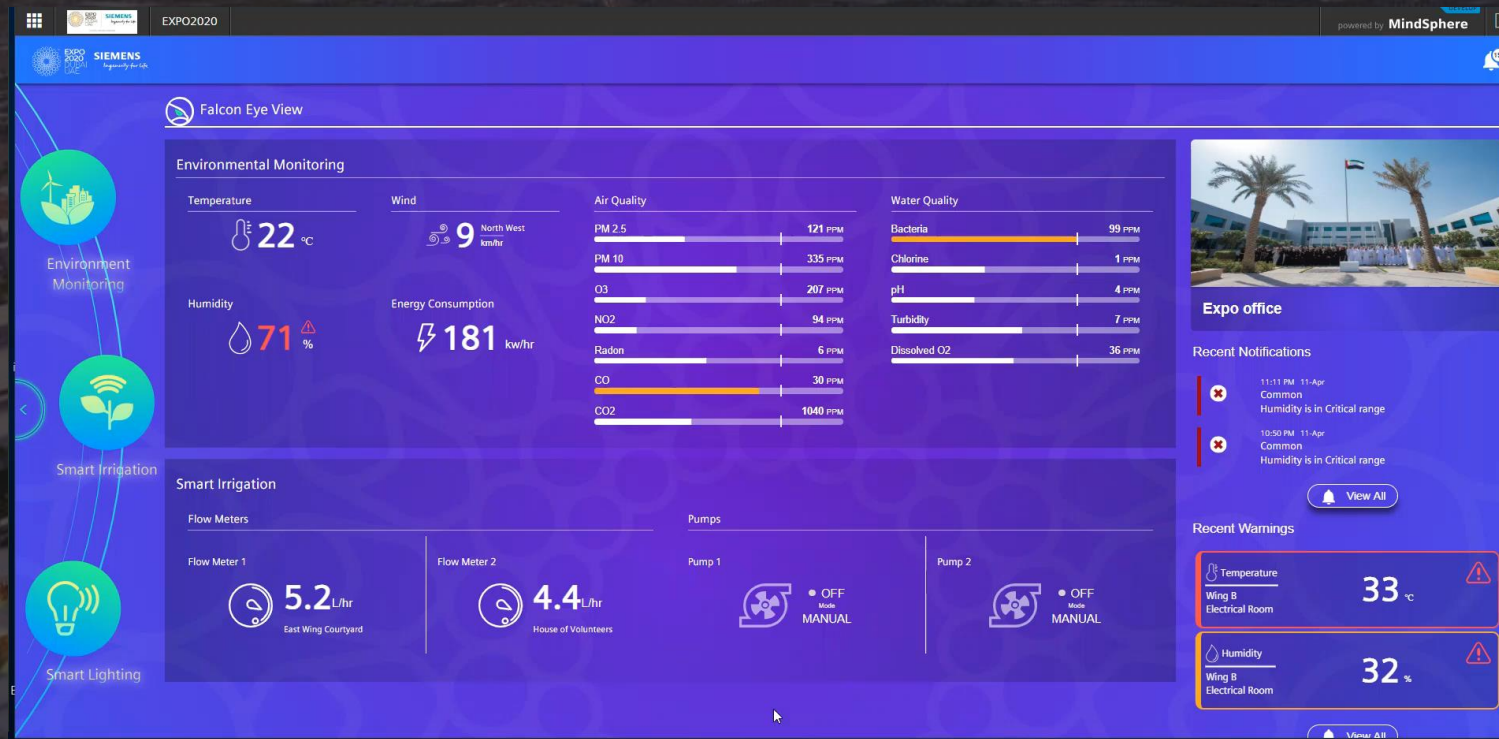 EXPO2020
powered by MindSphere
EXPO
2020
DUBAI
UAE
SIEMENS
Ingenuity for life
Falcon Eye View
Environment
Monitoring
Smart Irrigation
Smart Lighting
Environmental Monitoring
Temperature
22 °C
Wind
9 North West
km/hr
Humidity
71 %
Energy Consumption
181 kw/hr
Air Quality
PM 2.5 121 PPM
PM 10 335 PPM
O3 207 PPM
NO2 94 PPM
Radon 6 PPM
CO 30 PPM
CO2 1040 PPM
Water Quality
Bacteria 99 PPM
Chlorine 1 PPM
pH 4 PPM
Turbidity 7 PPM
Dissolved O2 36 PPM
Smart Irrigation
Flow Meters
Flow Meter 1
5.2 L/hr
East Wing Courtyard
Flow Meter 2
4.4 L/hr
House of Volunteers
Pumps
Pump 1
OFF
Mode
MANUAL
Pump 2
OFF
Mode
MANUAL
Expo office
Recent Notifications
11:11 PM 11-Apr
Common
Humidity is in Critical range
10:50 PM 11-Apr
Common
Humidity is in Critical range
View All
Recent Warnings
Temperature
Wing B
Electrical Room
33 °C
Humidity
Wing B
Electrical Room
32 %
View All